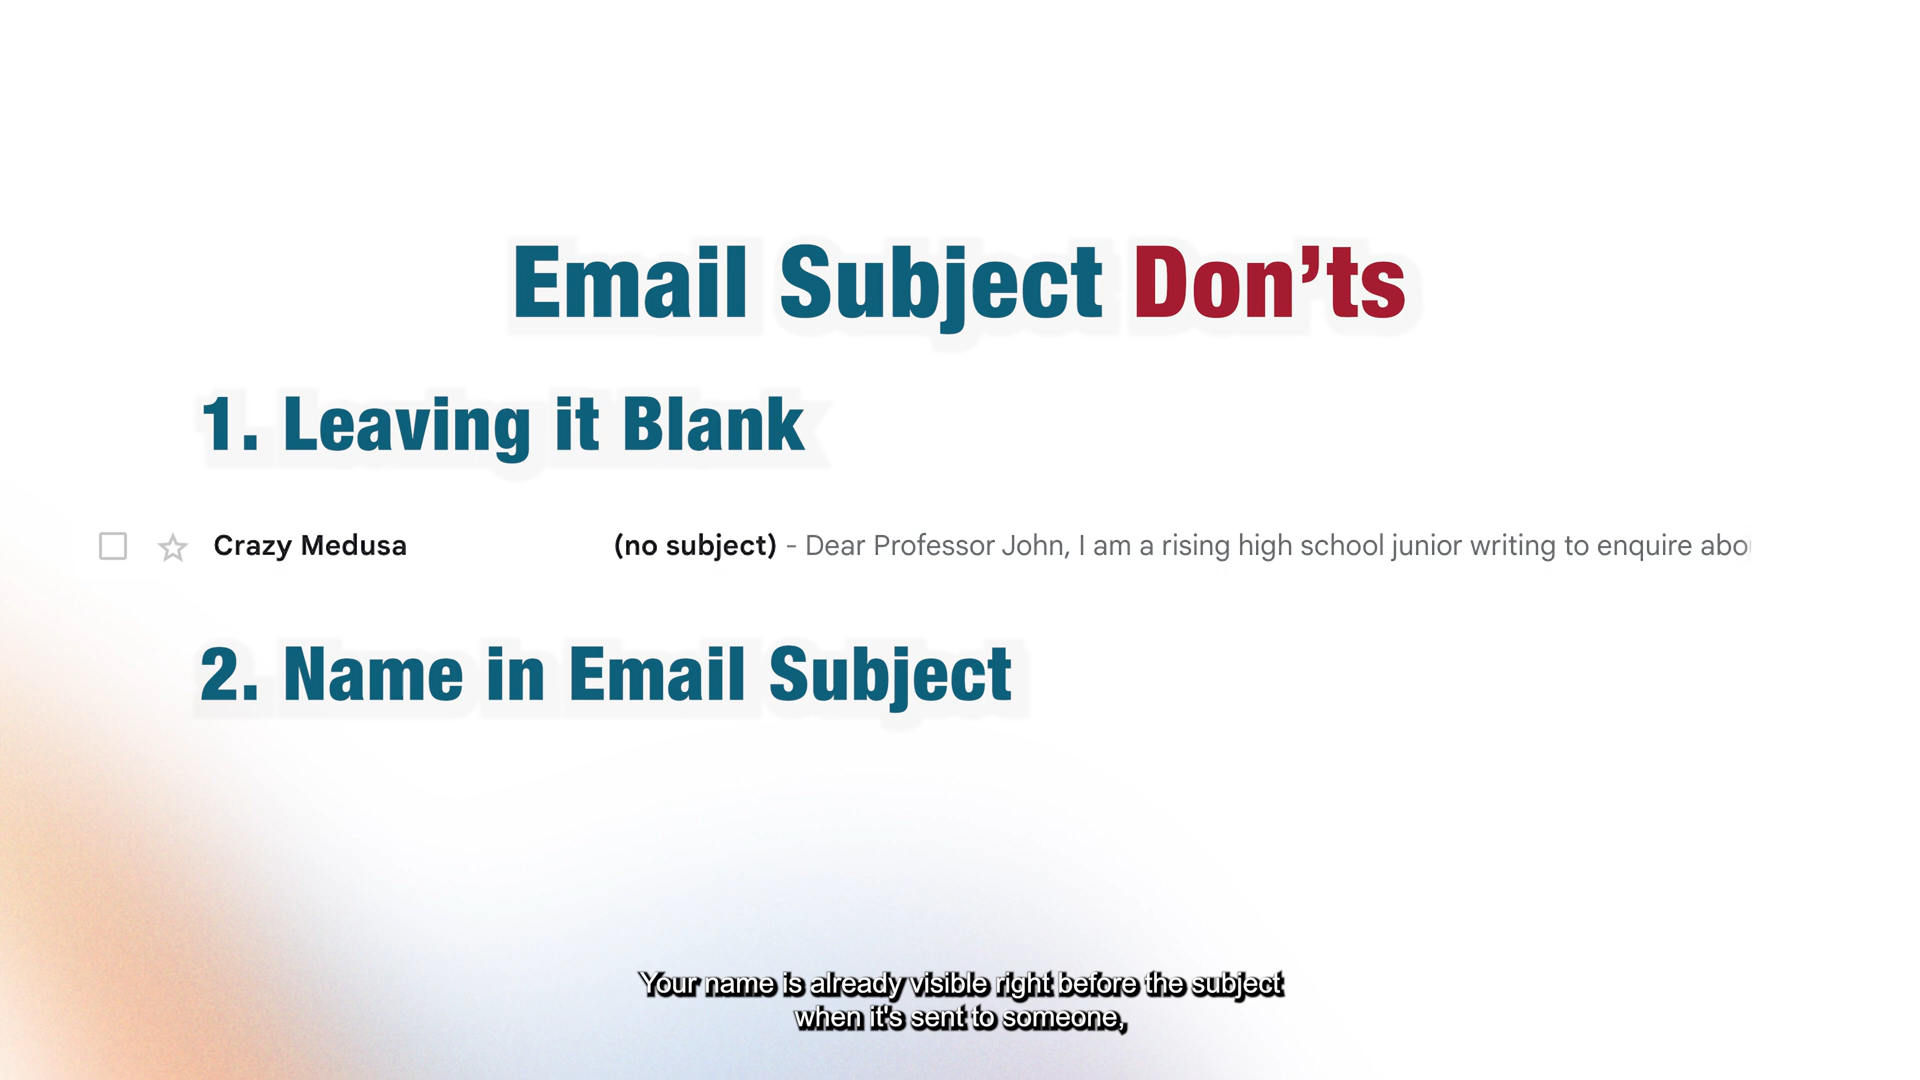 Email Subject Don’ts
1. Leaving it Blank
Crazy Medusa (no subject) - Dear Professor John, I am a rising high school junior writing to enquire abo
2. Name in Email Subject
Your name is already visible right before the subject
when it's sent to someone,